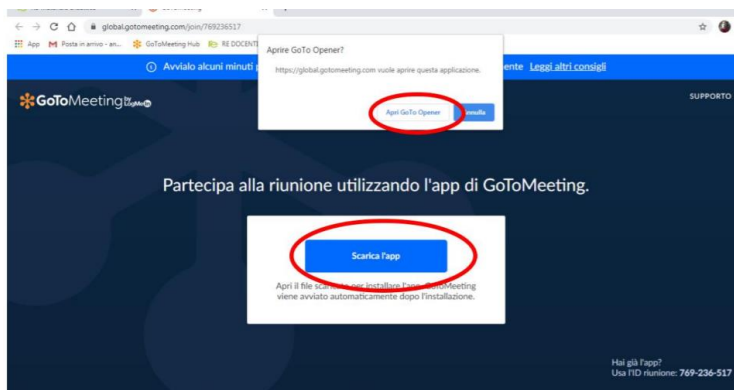 GoToMeeting
global.gotomeeting.com/join/769236517
App Posta in arrivo - an... GoToMeeting Hub RE DOCENTI
Aprire GoTo Opener?
https://global.gotomeeting.com vuole aprire questa applicazione.
Apri GoTo Opener
Avvialo alcuni minuti
ente Leggi altri consigli
GoToMeeting
SUPPORTO
Partecipa alla riunione utilizzando l'app di GoToMeeting.
Scarica l'app
Apri il file per installare l'app. GoToMeeting
viene avviato automaticamente dopo l'installazione.
Hai già l'app?
Usa l'ID riunione: 769-236-517